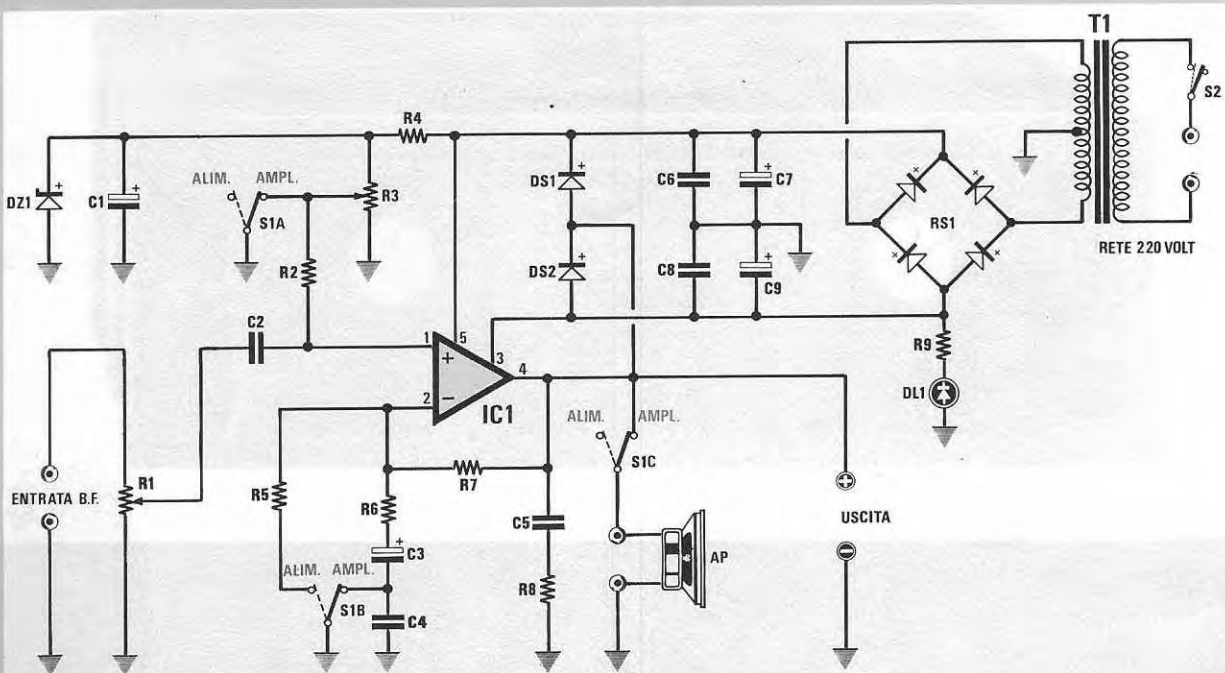 T1
S2
R4
ALIM. AMPL.
DZ1
+
C1
+
S1A
R3
DS1
+
C6
+
C7
RS1
R2
DS2
+
C8
+
C9
RETE 220 VOLT
C2
1
5
3
+
4
2
−
IC1
R9
DL1
ENTRATA B.F.
R1
R5
R7
R6
ALIM. AMPL.
S1C
+
USCITA
−
C5
AP
C3
+
ALIM. AMPL.
S1B
C4
R8